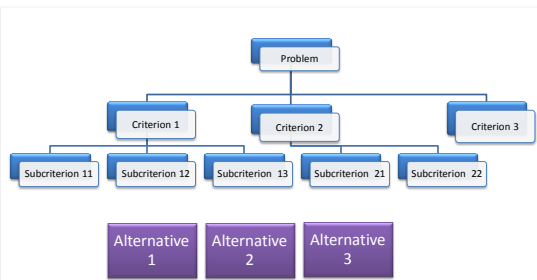 Problem
Criterion 1
Criterion 2
Criterion 3
Subcriterion 11
Subcriterion 12
Subcriterion 13
Subcriterion 21
Subcriterion 22
Alternative
1
Alternative
2
Alternative
3